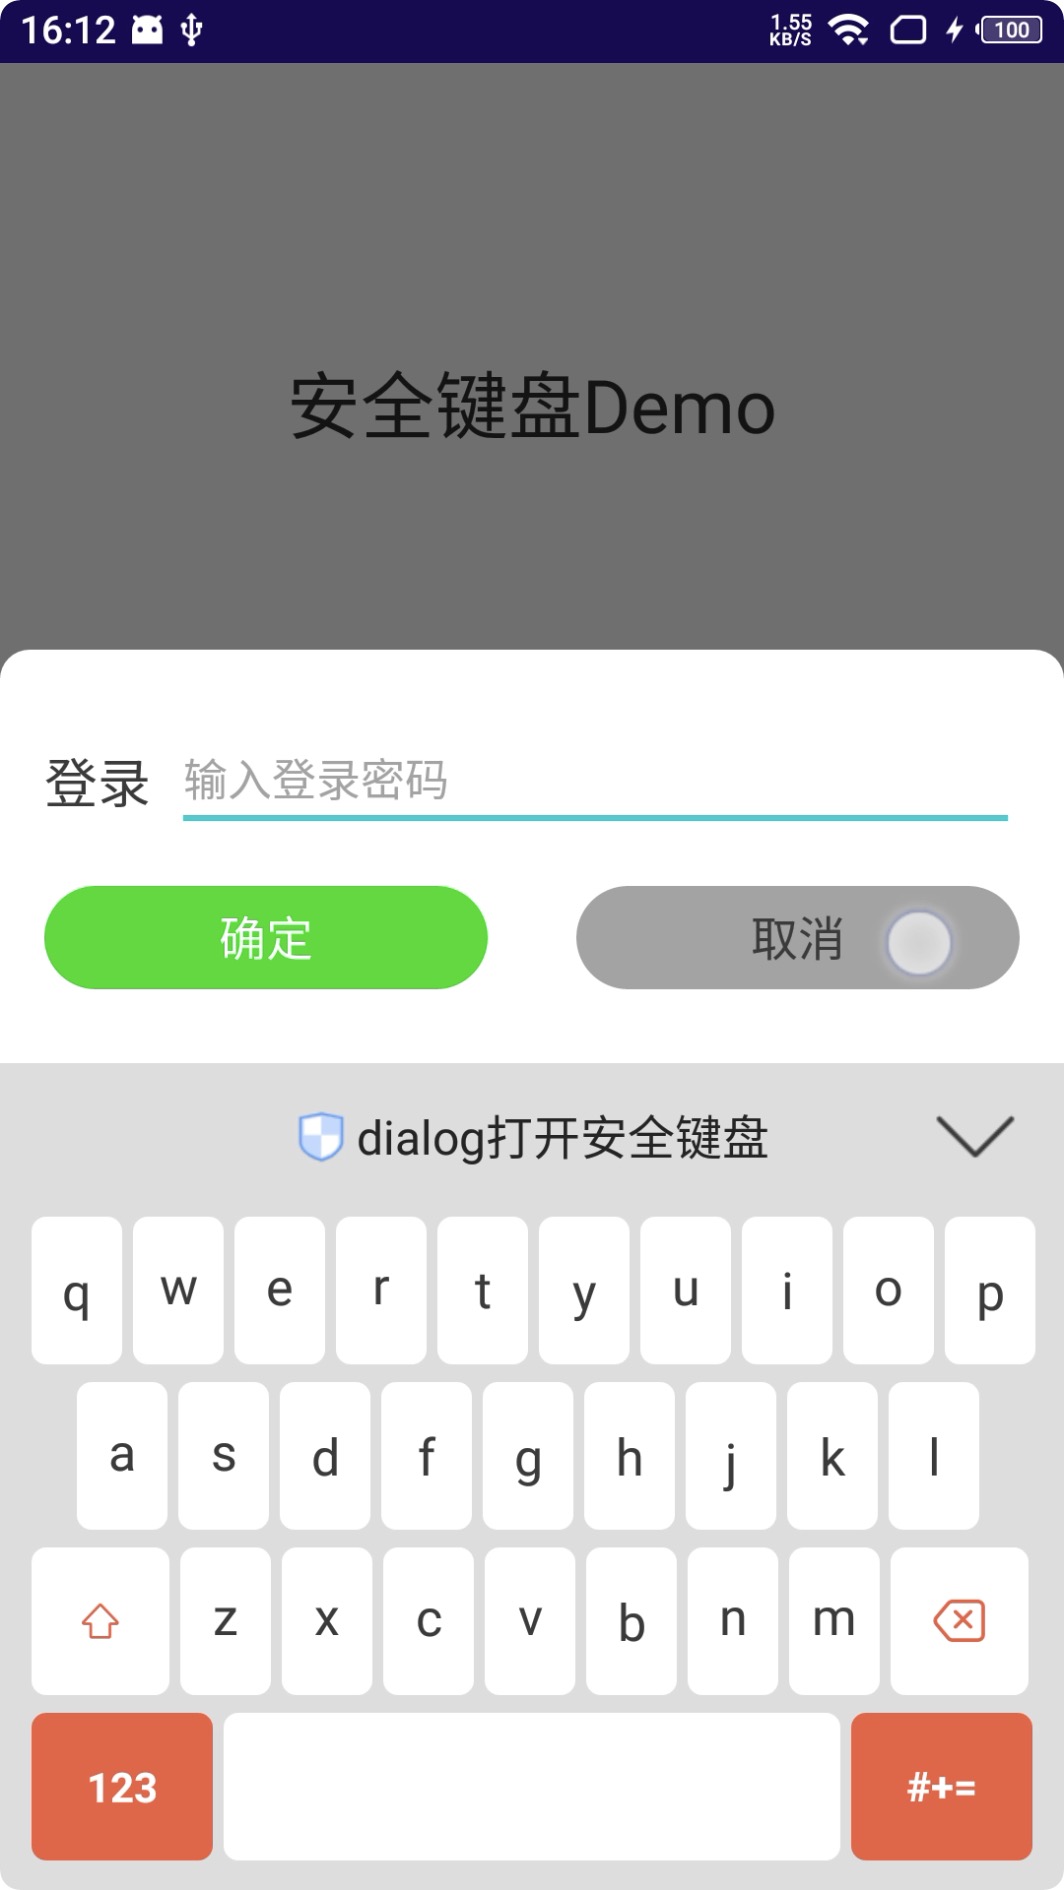 16:12 1.55 KB/S 100
安全键盘Demo
登录 输入登录密码
确定 取消
dialog打开安全键盘
q w e r t y u i o p
a s d f g h j k l
z x c v b n m
123 #+=